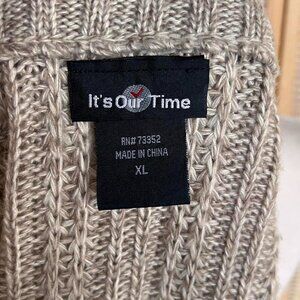 It's Our Time
RN# 73352
MADE IN CHINA
XL